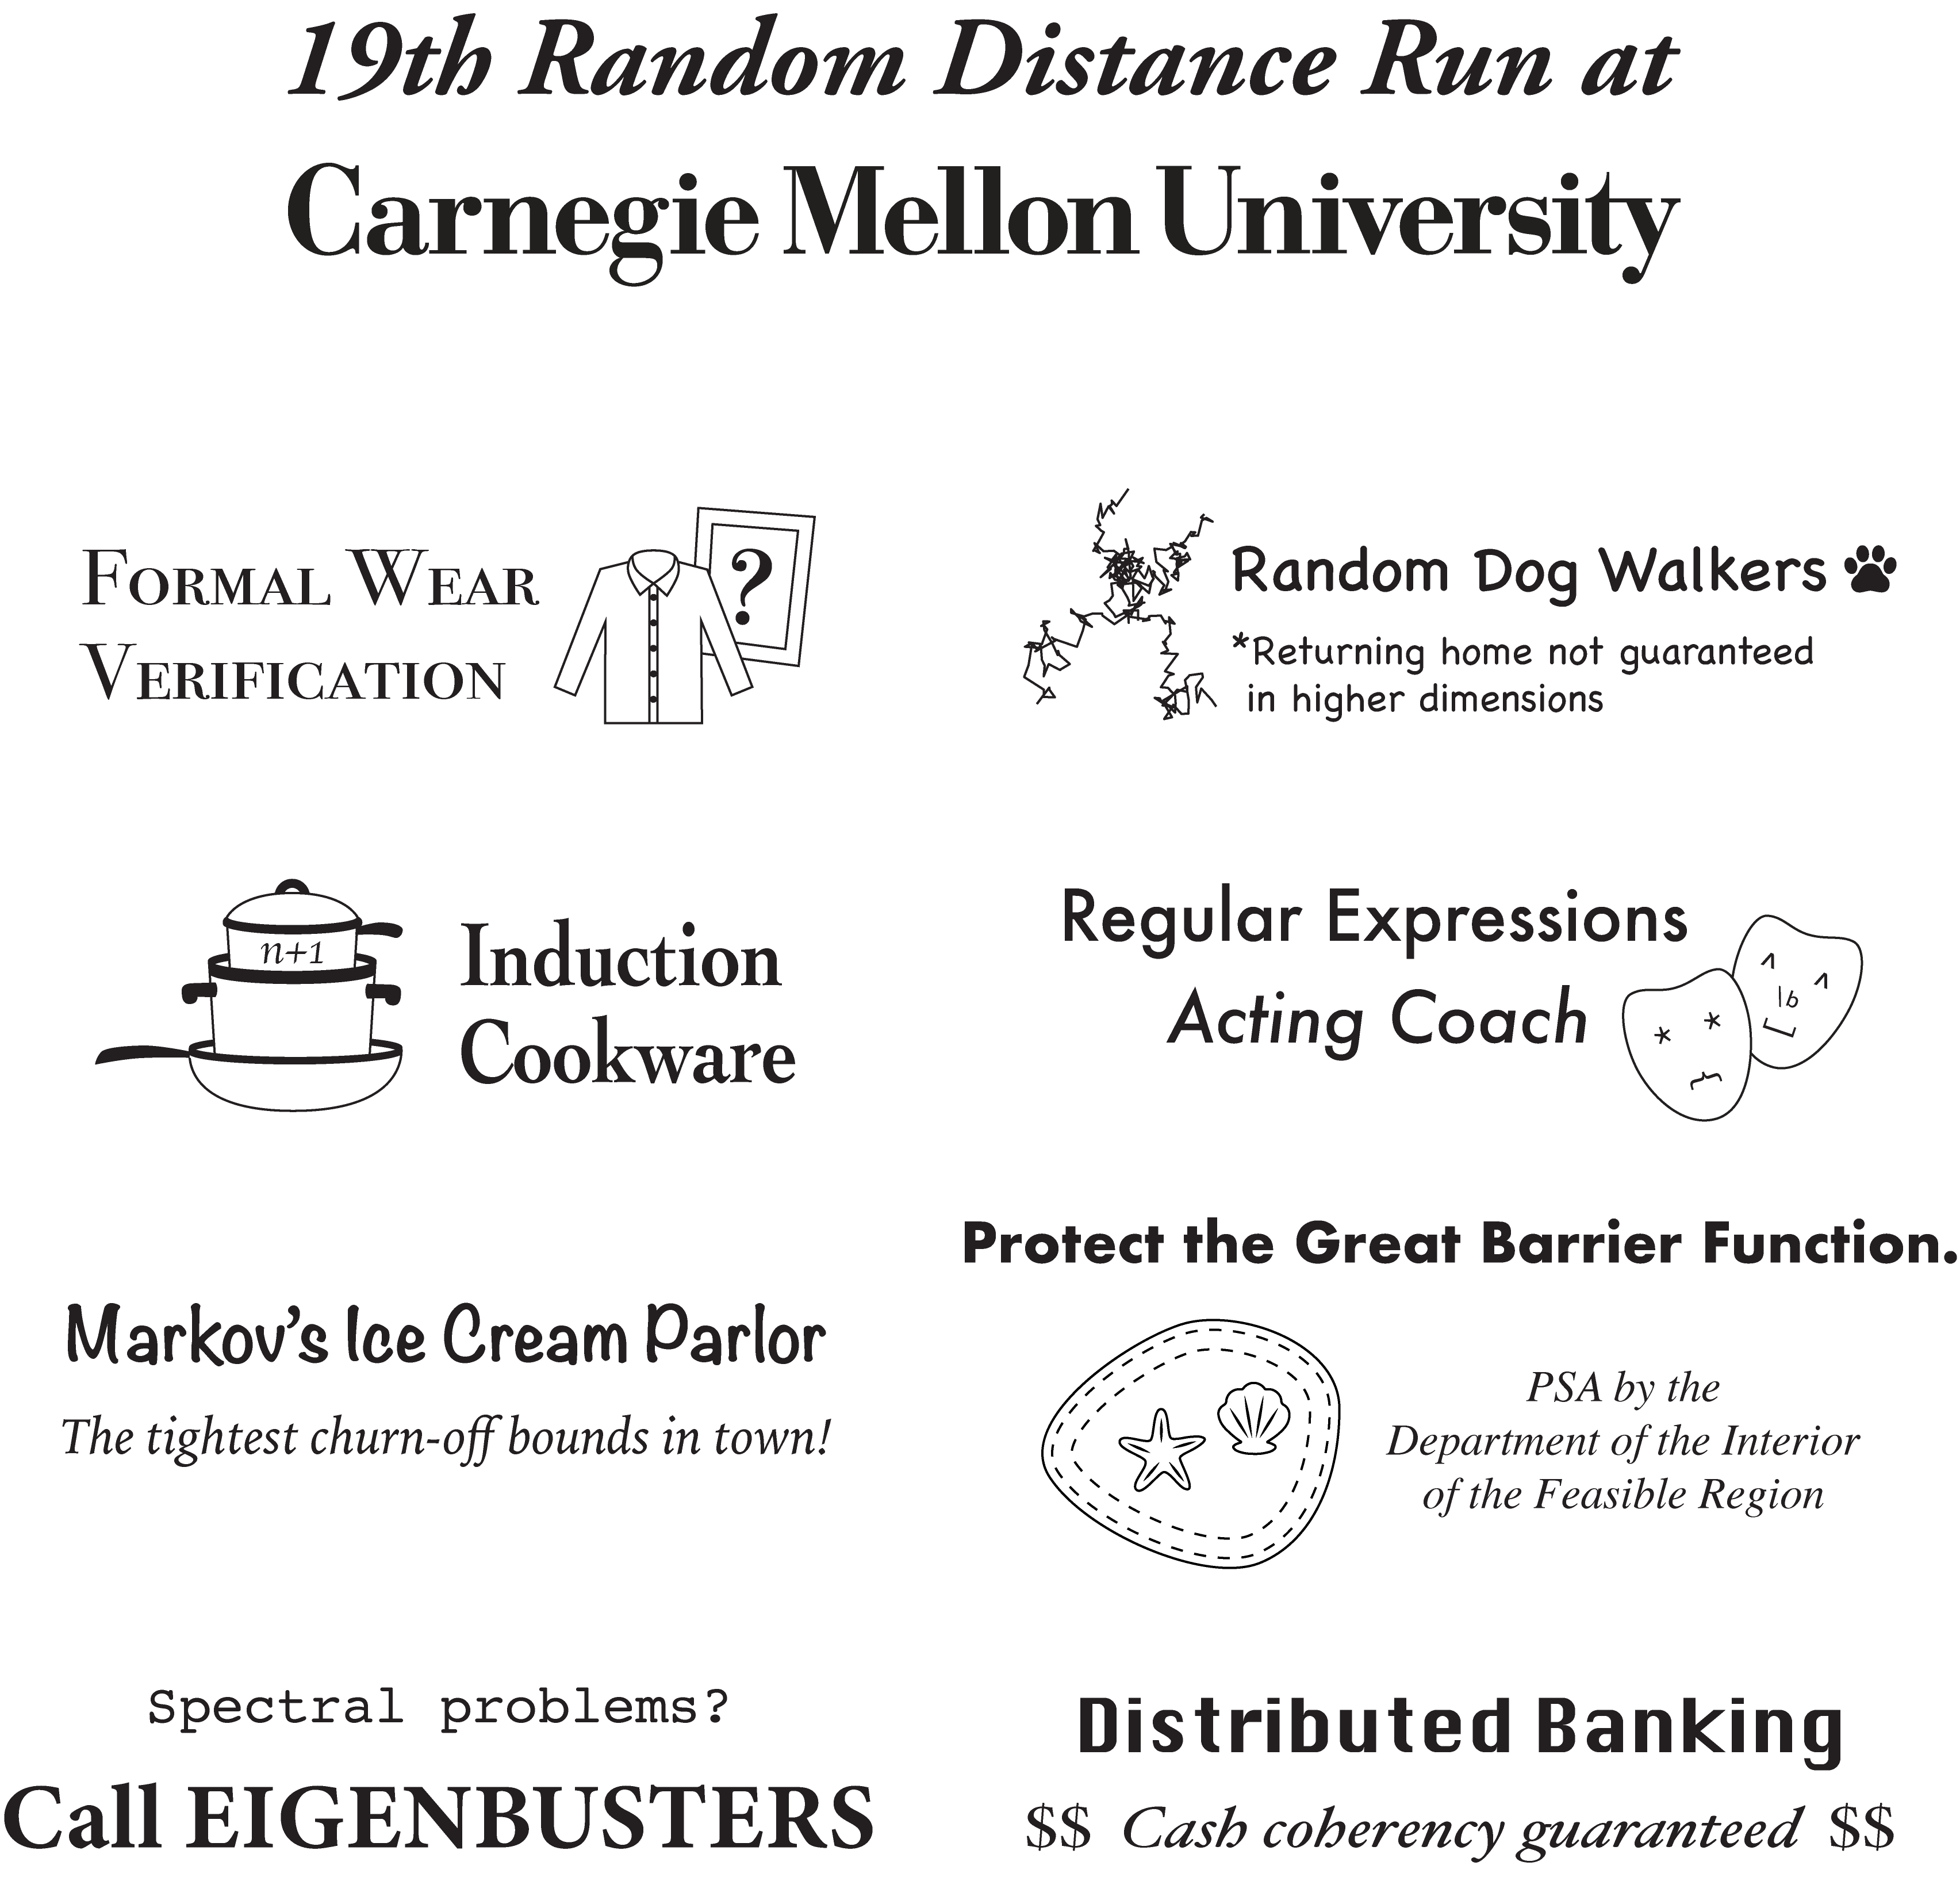 19th Random Distance Run at
Carnegie Mellon University
Formal Wear
Verification
?
Random Dog Walkers
*Returning home not guaranteed
in higher dimensions
n+1
Induction
Cookware
Regular Expressions
Acting Coach
^ ^
|b
[
* *
}
Markov's Ice Cream Parlor
The tightest churn-off bounds in town!
Protect the Great Barrier Function.
PSA by the
Department of the Interior
of the Feasible Region
Spectral problems?
Call EIGENBUSTERS
Distributed Banking
$$ Cash coherency guaranteed $$